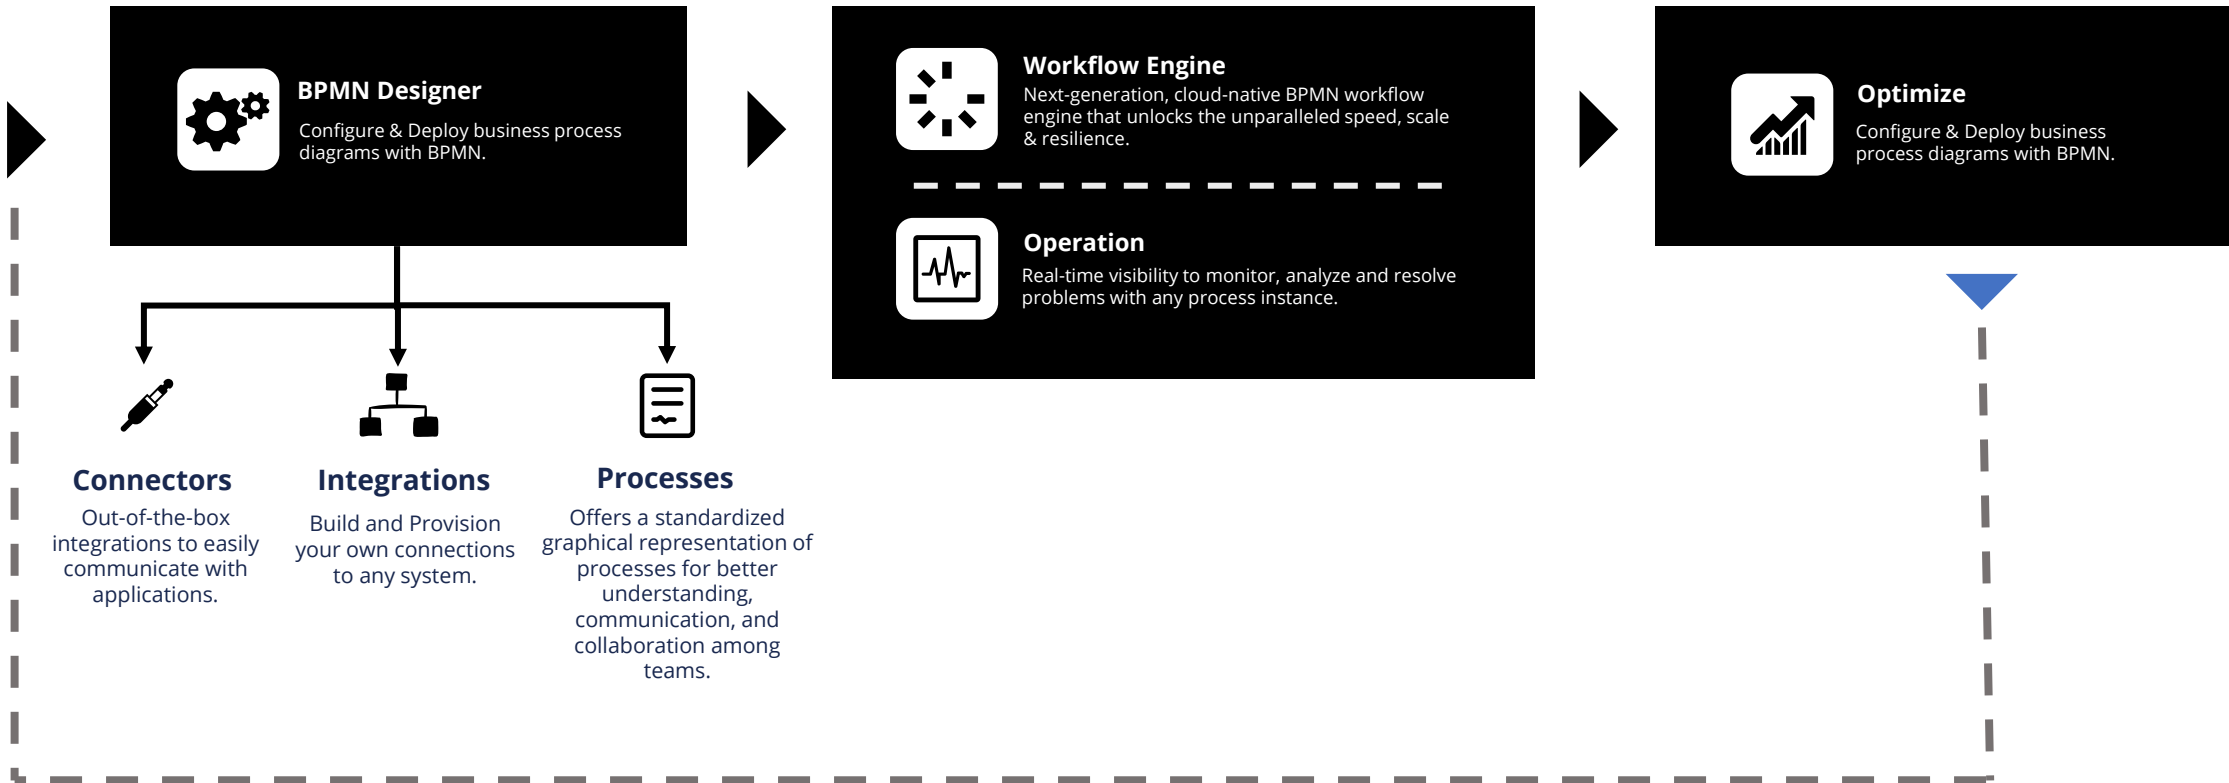 BPMN Designer
Configure & Deploy business process
diagrams with BPMN.
Workflow Engine
Next-generation, cloud-native BPMN workflow
engine that unlocks the unparalleled speed, scale
& resilience.
Operation
Real-time visibility to monitor, analyze and resolve
problems with any process instance.
Optimize
Configure & Deploy business
process diagrams with BPMN.
Connectors
Out-of-the-box
integrations to easily
communicate with
applications.
Integrations
Build and Provision
your own connections
to any system.
Processes
Offers a standardized
graphical representation of
processes for better
understanding,
communication, and
collaboration among
teams.